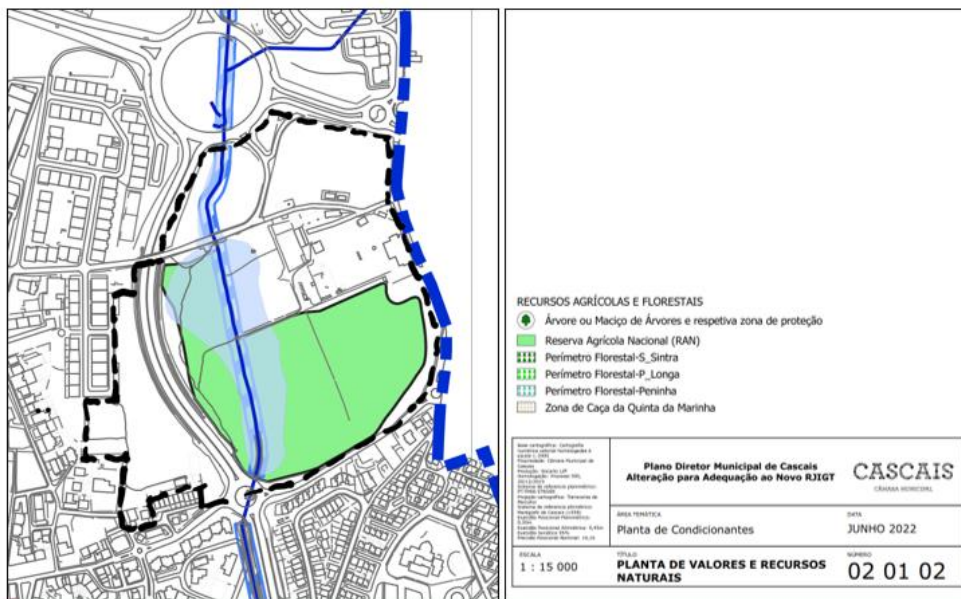 RECURSOS AGRÍCOLAS E FLORESTAIS
Árvore ou Maciço de Árvores e respetiva zona de proteção
Reserva Agrícola Nacional (RAN)
Perímetro Florestal-S_Sintra
Perímetro Florestal-P_Longa
Perímetro Florestal-Peninha
Zona de Caça da Quinta da Marinha
Plano Diretor Municipal de Cascais
Alteração para Adequação ao Novo RJIGT
CASCAIS
CÂMARA MUNICIPAL
ÁREA TEMÁTICA
Planta de Condicionantes
DATA
JUNHO 2022
ESCALA
1 : 15 000
TÍTULO
PLANTA DE VALORES E RECURSOS
NATURAIS
NÚMERO
02 01 02